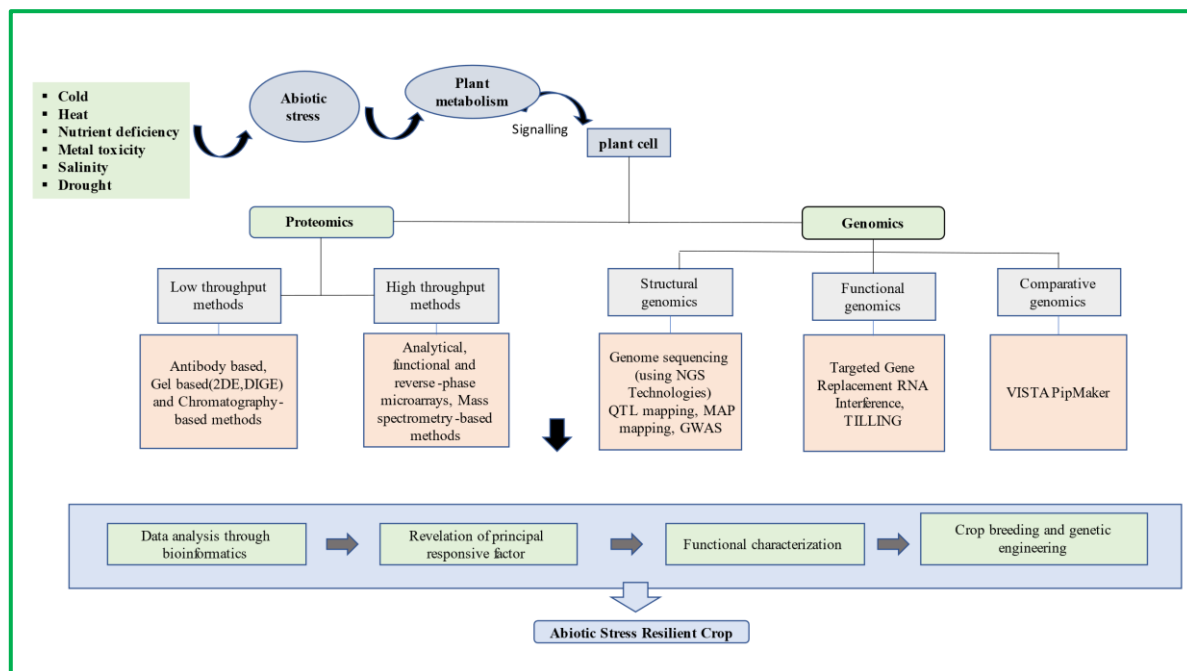 ▪ Cold
▪ Heat
▪ Nutrient deficiency
▪ Metal toxicity
▪ Salinity
▪ Drought
Abiotic
stress
Plant
metabolism
Signalling
plant cell
Proteomics
Genomics
Low throughput
methods
High throughput
methods
Structural
genomics
Functional
genomics
Comparative
genomics
Antibody based,
Gel based(2DE,DIGE)
and Chromatography-
based methods
Analytical,
functional and
reverse-phase
microarrays, Mass
spectrometry-based
methods
Genome sequencing
(using NGS
Technologies)
QTL mapping, MAP
mapping, GWAS
Targeted Gene
Replacement RNA
Interference,
TILLING
VISTA PipMaker
Data analysis through
bioinformatics
Revelation of principal
responsive factor
Functional characterization
Crop breeding and genetic
engineering
Abiotic Stress Resilient Crop